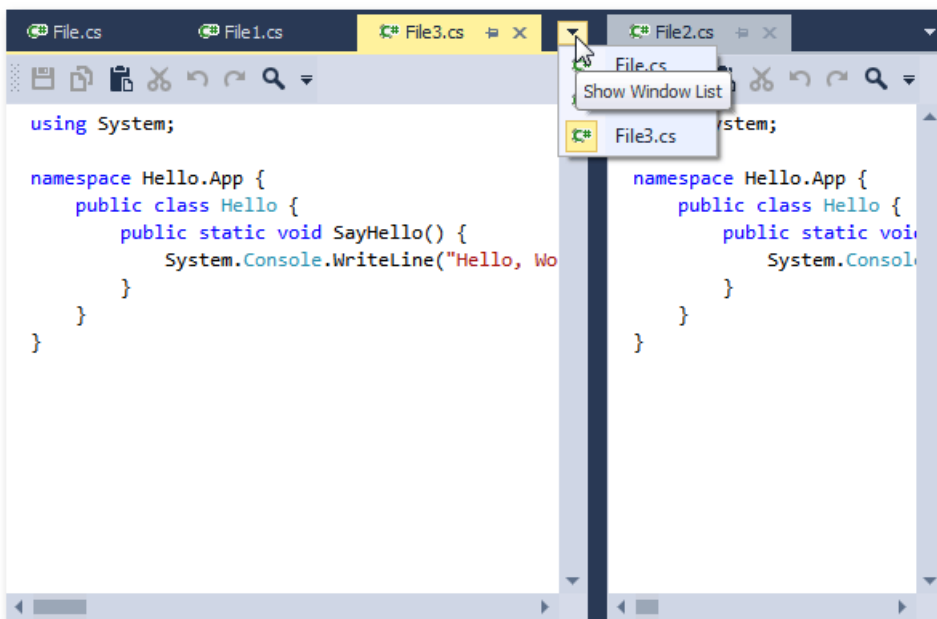 File.cs File1.cs File3.cs File2.cs
File.cs
Show Window List
File3.cs
using System;
namespace Hello.App {
public class Hello {
public static void SayHello() {
System.Console.WriteLine("Hello, Wo
}
}
}
ystem;
namespace Hello.App {
public class Hello {
public static voi
System.Consol
}
}
}